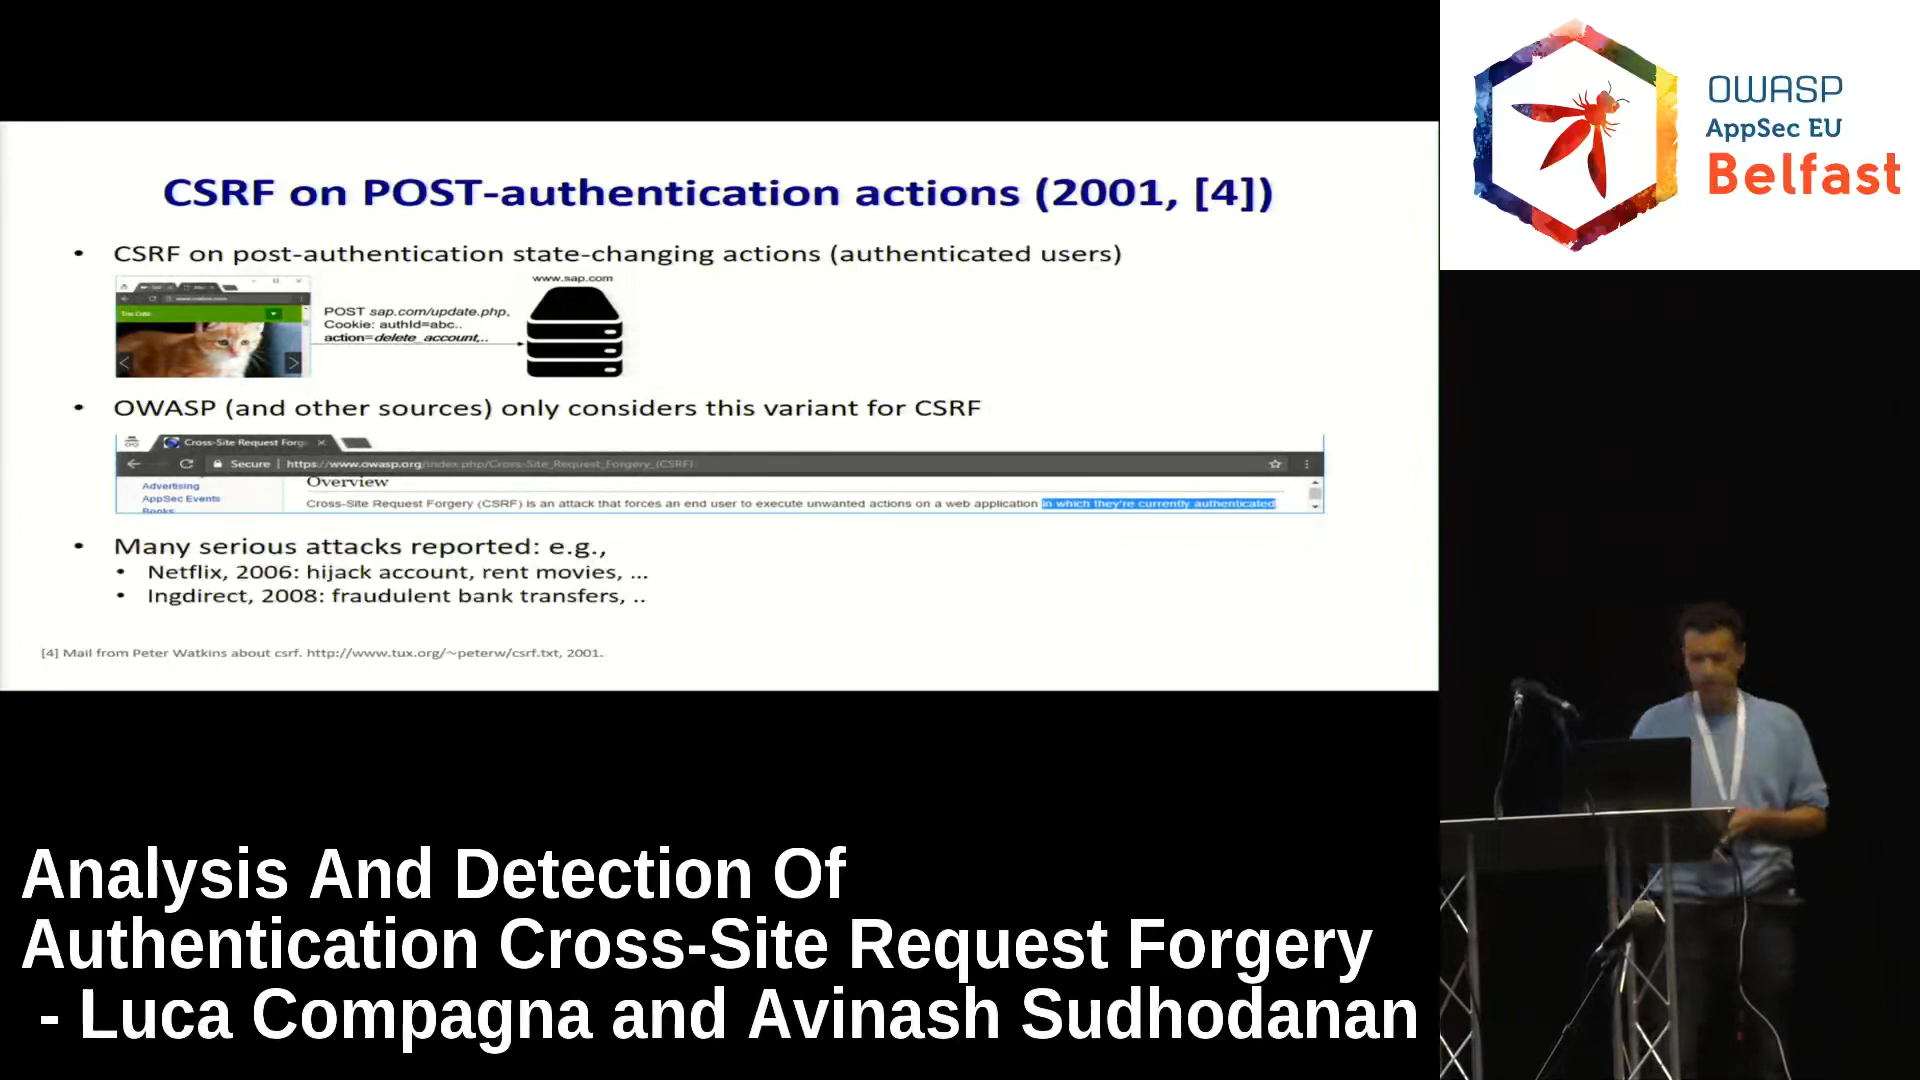 CSRF on POST-authentication actions (2001, [4])
• CSRF on post-authentication state-changing actions (authenticated users)
www.sap.com
POST sap.com/update.php,
Cookie: authId=abc..
action=delete_account,..
• OWASP (and other sources) only considers this variant for CSRF
Cross-Site Request Forg
Secure | https://www.owasp.org/index.php/Cross-Site_Request_Forgery_(CSRF)
Advertising
AppSec Events
Books
Overview
Cross-Site Request Forgery (CSRF) is an attack that forces an end user to execute unwanted actions on a web application in which they're currently authenticated
• Many serious attacks reported: e.g.,
• Netflix, 2006: hijack account, rent movies, ...
• Ingdirect, 2008: fraudulent bank transfers, ..
[4] Mail from Peter Watkins about csrf. http://www.tux.org/~peterw/csrf.txt, 2001.
OWASP
AppSec EU
Belfast
Analysis And Detection Of
Authentication Cross-Site Request Forgery
- Luca Compagna and Avinash Sudhodanan